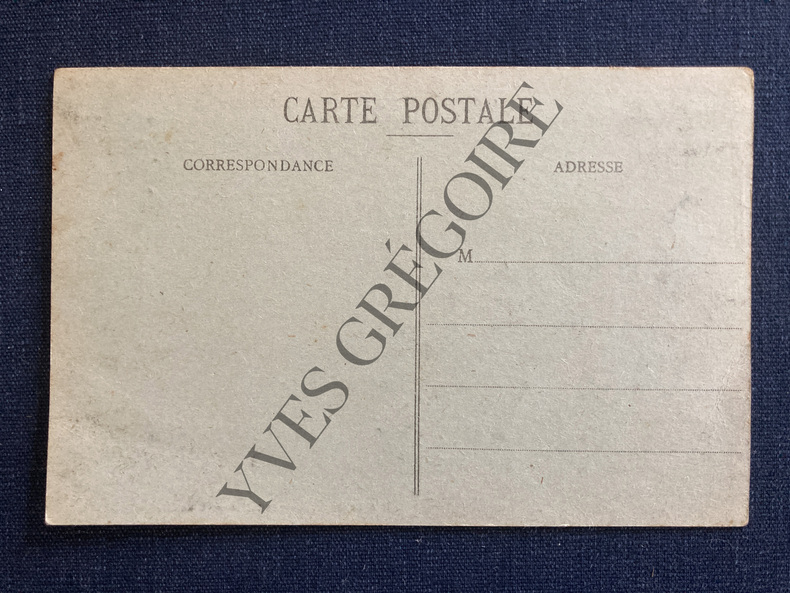 CARTE POSTALE
CORRESPONDANCE
ADRESSE
M
YVES GRÉGOIRE